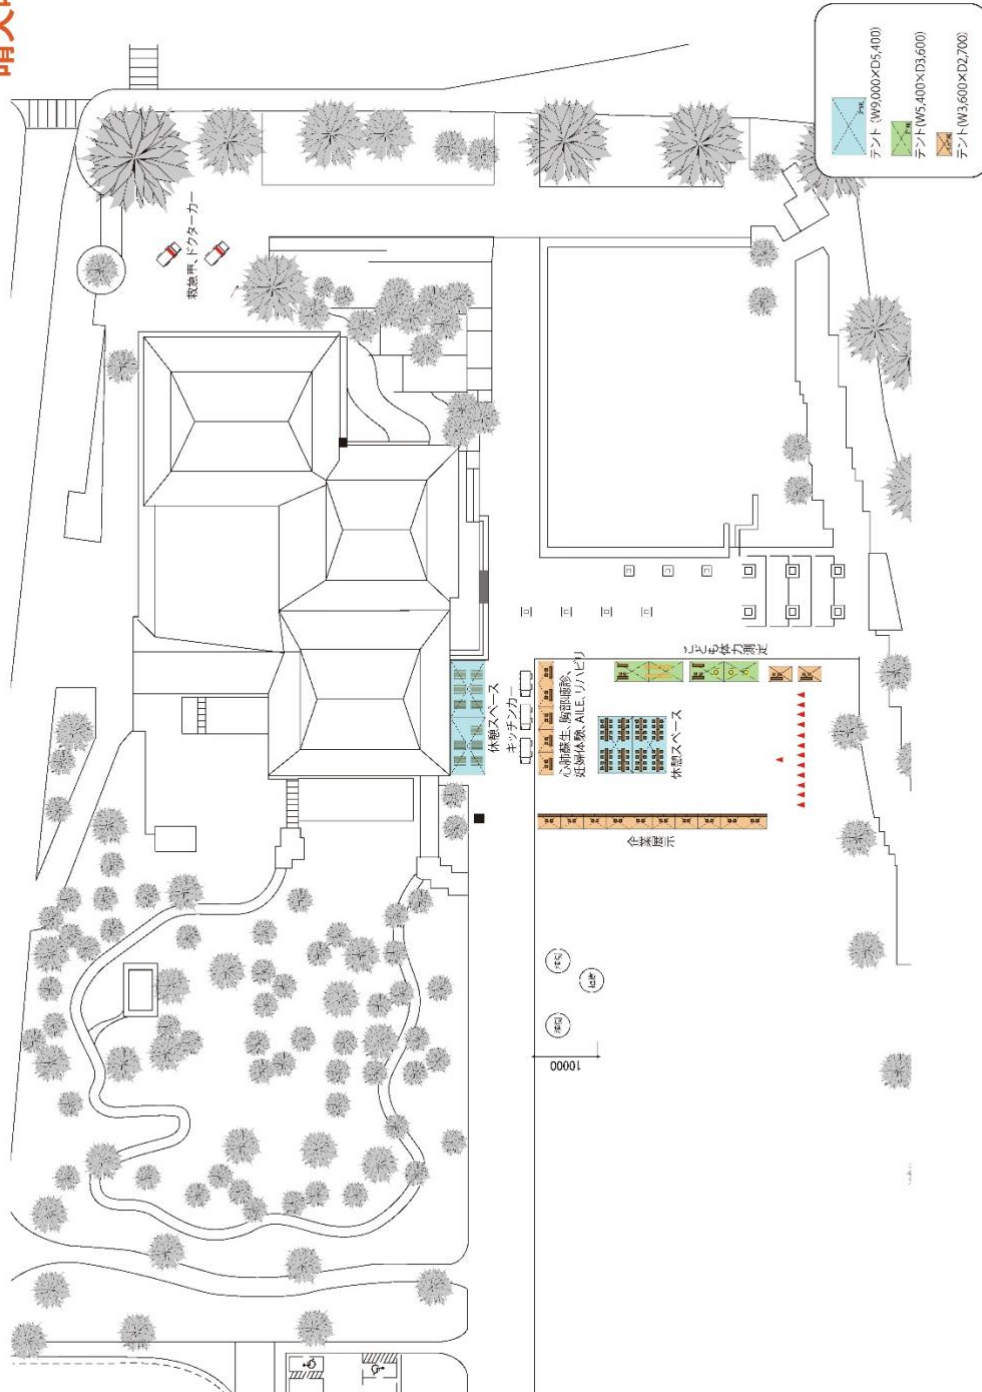 テント (W9,000×D5,400)
テント(W5,400×D3,600)
テント(W3,600×D2,700)
救急車、ドクターカー
休憩スペース
キッチンカー
心肺蘇生、胸部聴診、
妊婦体験、AILE、リハビリ
こども体力測定
休憩スペース
企業展示
10000